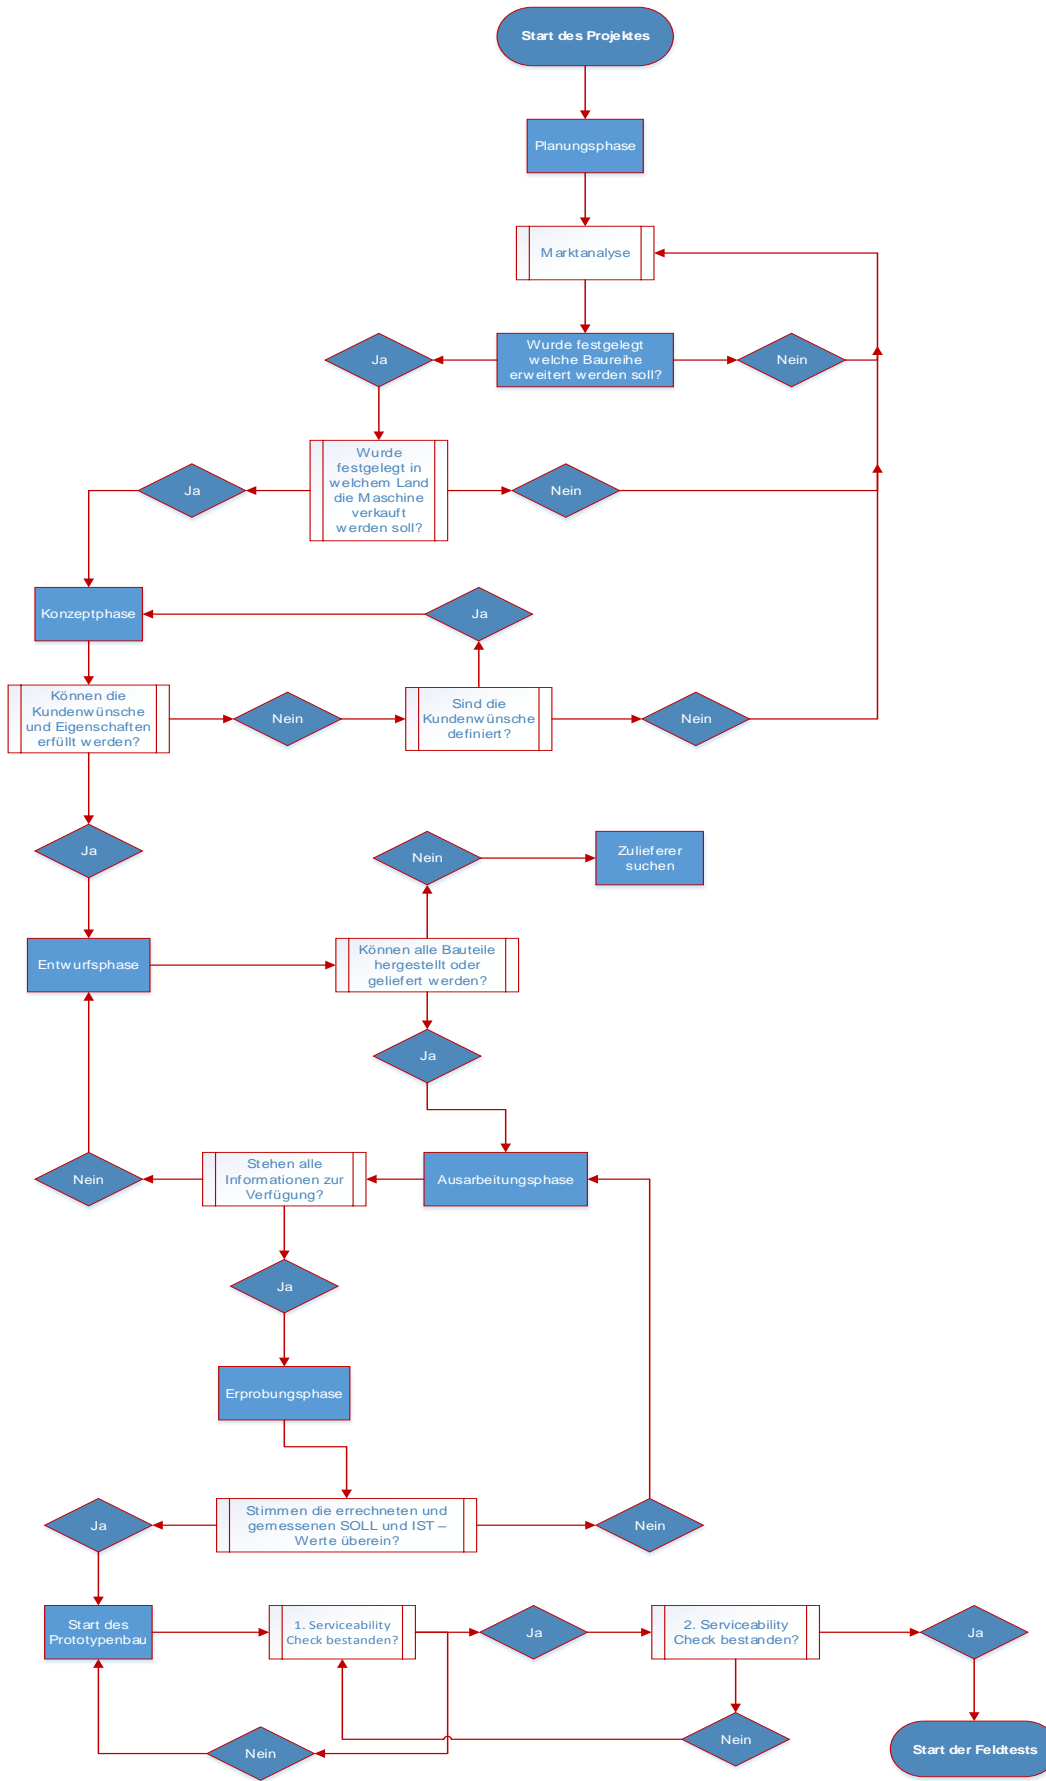 Start des Projektes
Planungsphase
Marktanalyse
Ja
Wurde festgelegt
welche Baureihe
erweitert werden soll?
Nein
Ja
Wurde
festgelegt in
welchem Land
die Maschine
verkauft
werden soll?
Nein
Konzeptphase
Ja
Können die
Kundenwünsche
und Eigenschaften
erfüllt werden?
Nein
Sind die
Kundenwünsche
definiert?
Nein
Ja
Nein
Zulieferer
suchen
Entwurfsphase
Können alle Bauteile
hergestellt oder
geliefert werden?
Ja
Nein
Stehen alle
Informationen zur
Verfügung?
Ausarbeitungsphase
Ja
Erprobungsphase
Ja
Stimmen die errechneten und
gemessenen SOLL und IST –
Werte überein?
Nein
Start des
Prototypenbau
1. Serviceability
Check bestanden?
Ja
2. Serviceability
Check bestanden?
Ja
Nein
Nein
Start der Feldtests